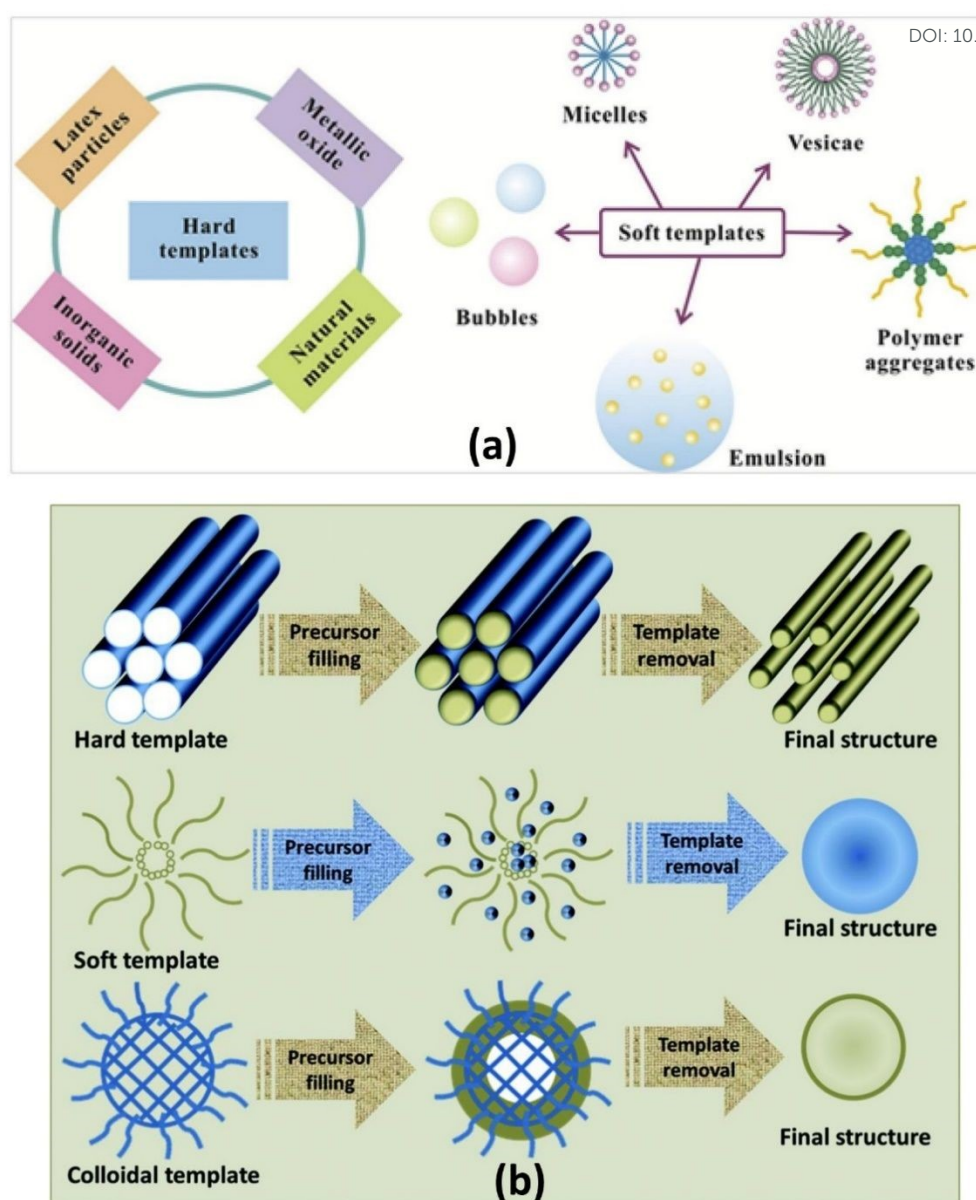 DOI: 10.
Latex
particles
Metallic
oxide
Hard
templates
Inorganic
solids
Natural
materials
Micelles
Vesicae
Soft templates
Bubbles
Polymer
aggregates
Emulsion
(a)
Precursor
filling
Template
removal
Hard template
Final structure
Precursor
filling
Template
removal
Soft template
Final structure
Precursor
filling
Template
removal
Colloidal template
Final structure
(b)